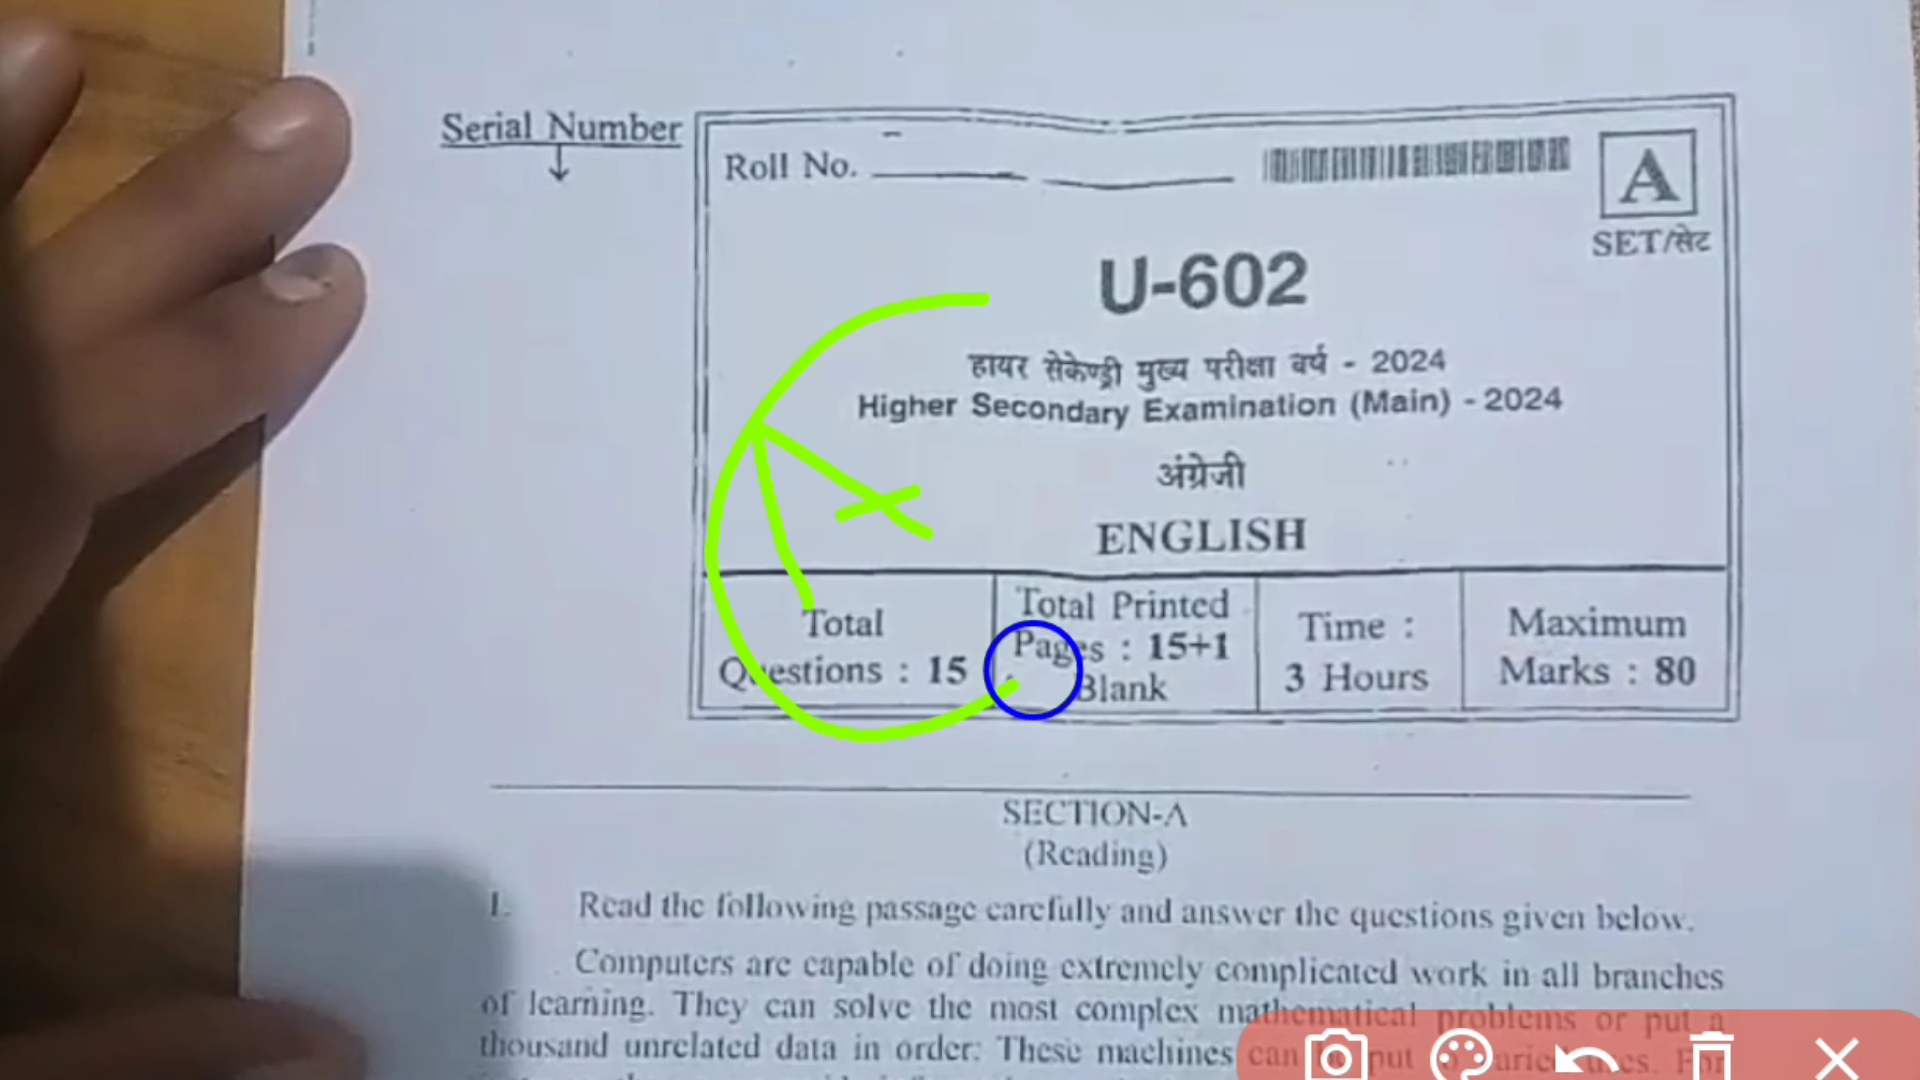 Serial Number
Roll No.
A
SET/सेट
U-602
हायर सेकेण्ड्री मुख्य परीक्षा वर्ष - 2024
Higher Secondary Examination (Main) - 2024
अंग्रेजी
ENGLISH
Total
Questions : 15
Total Printed
Pages : 15+1
Blank
Time :
3 Hours
Maximum
Marks : 80
SECTION-A
(Reading)
1. Read the following passage carefully and answer the questions given below.
Computers are capable of doing extremely complicated work in all branches
of learning. They can solve the most complex mathematical problems or put a
thousand unrelated data in order. These machines can put